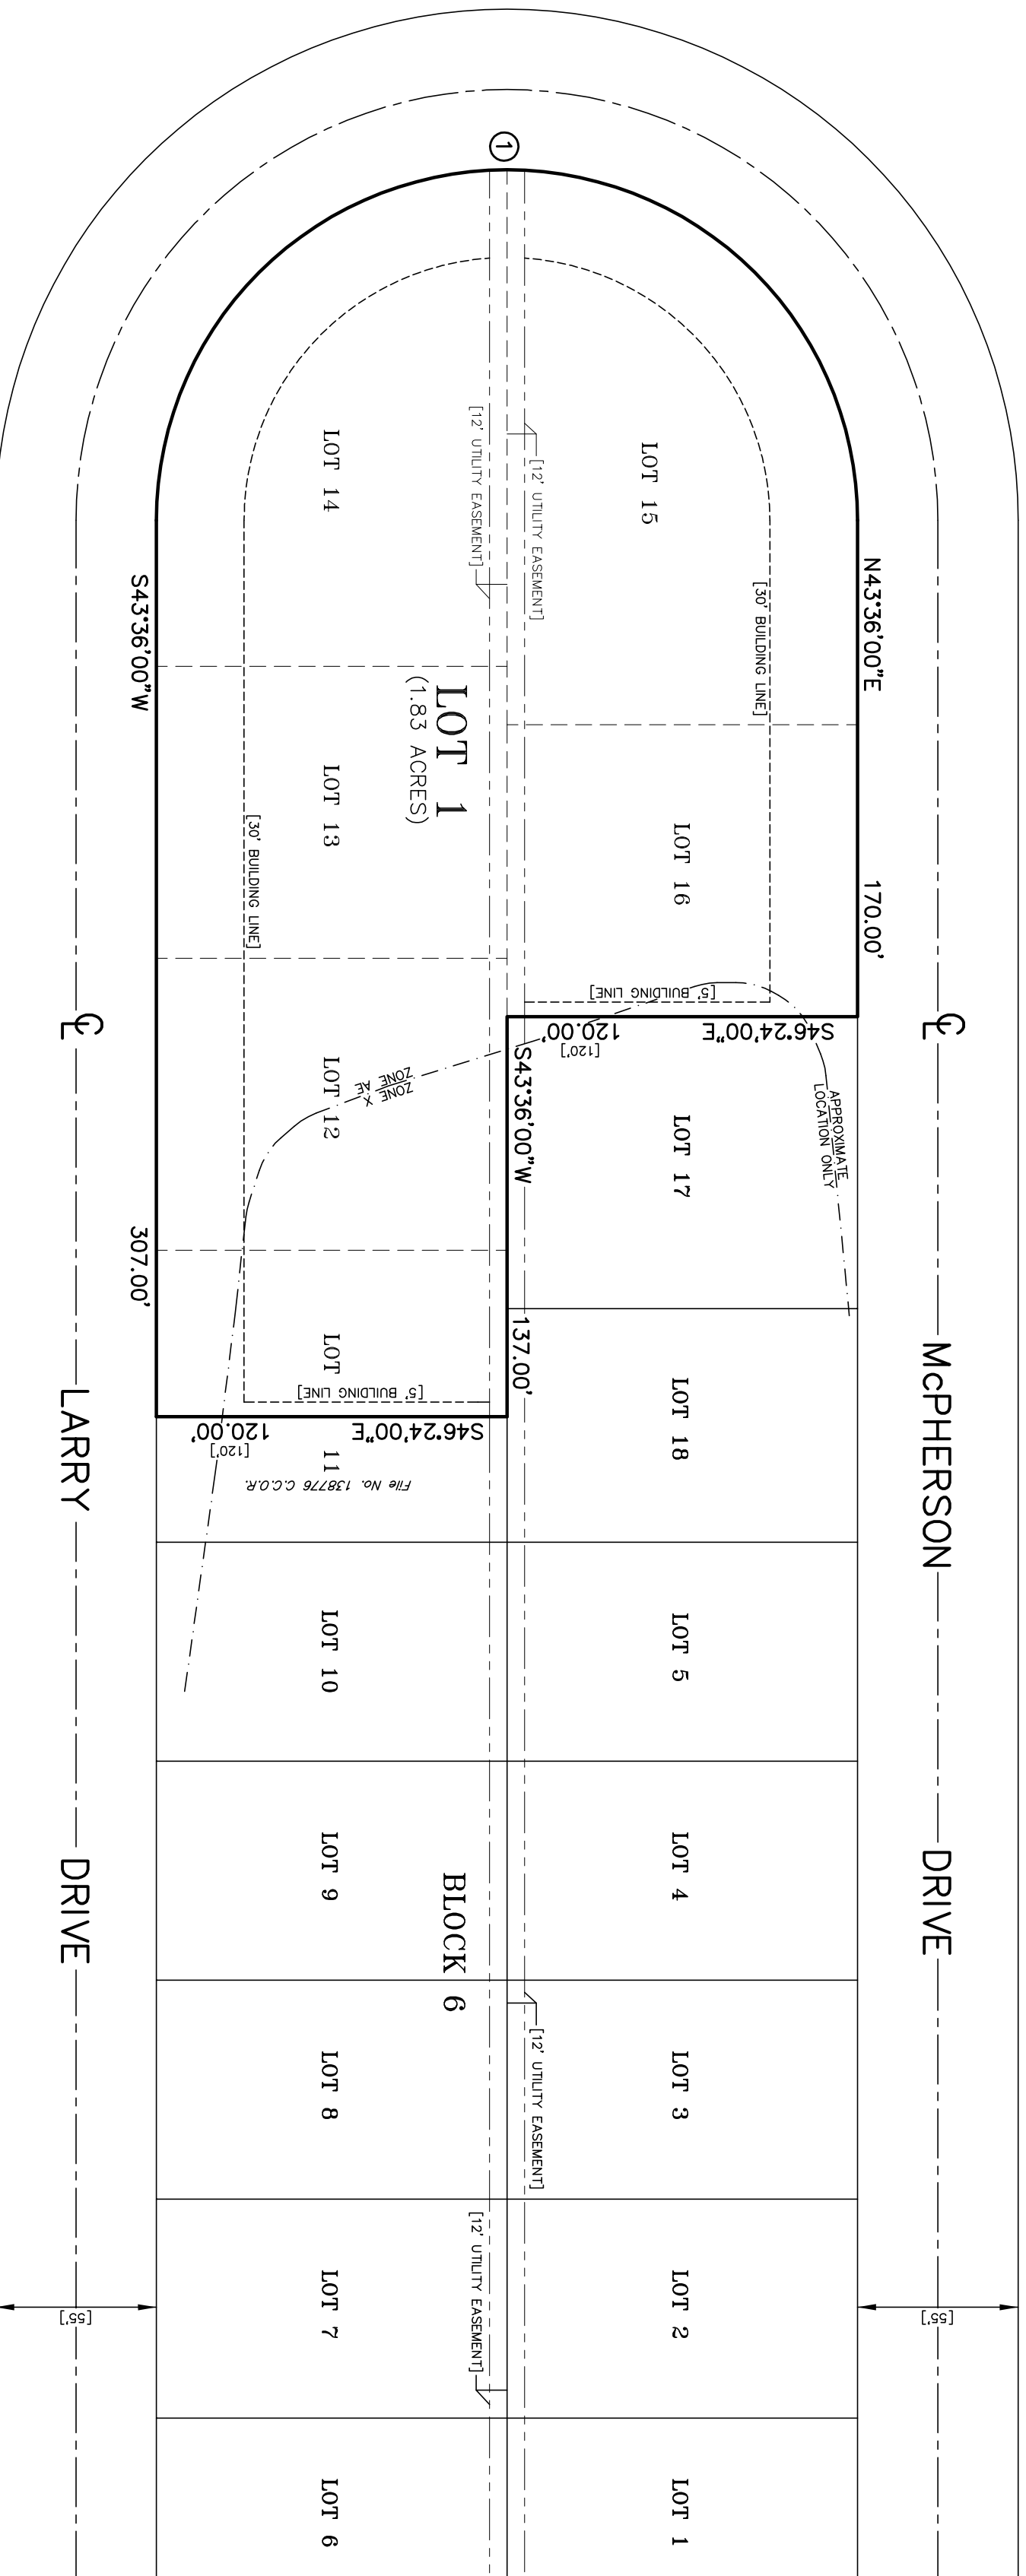 1
[12' UTILITY EASEMENT]
[12' UTILITY EASEMENT]
LOT 14
LOT 15
N43°36'00"E
170.00'
S43°36'00"W
307.00'
[30' BUILDING LINE]
[30' BUILDING LINE]
LOT 1
(1.83 ACRES)
LOT 13
LOT 16
[5' BUILDING LINE]
S46°24'00"E
120.00'
[120']
S43°36'00"W
137.00'
CL
CL
ZONE X
ZONE AE
LOT 12
LOT 17
APPROXIMATE
LOCATION ONLY
LOT 11
[5' BUILDING LINE]
S46°24'00"E
120.00'
[120']
File No. 138776 C.C.O.R.
LOT 18
McPHERSON DRIVE
LARRY DRIVE
LOT 10
LOT 5
LOT 9
LOT 4
BLOCK 6
[12' UTILITY EASEMENT]
LOT 8
LOT 3
[12' UTILITY EASEMENT]
LOT 7
LOT 2
[55']
[55']
LOT 6
LOT 1